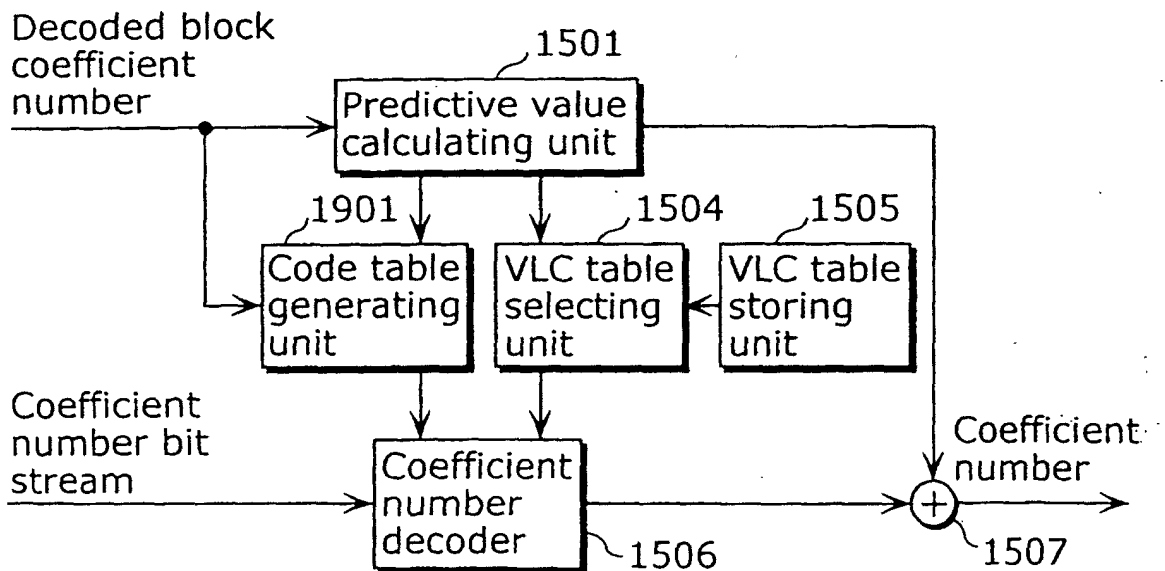 Decoded block
coefficient
number
1501
Predictive value
calculating unit
1901
1504
1505
Code table
generating
unit
VLC table
selecting
unit
VLC table
storing
unit
Coefficient
number bit
stream
Coefficient
number
decoder
1506
Coefficient
number
+
1507